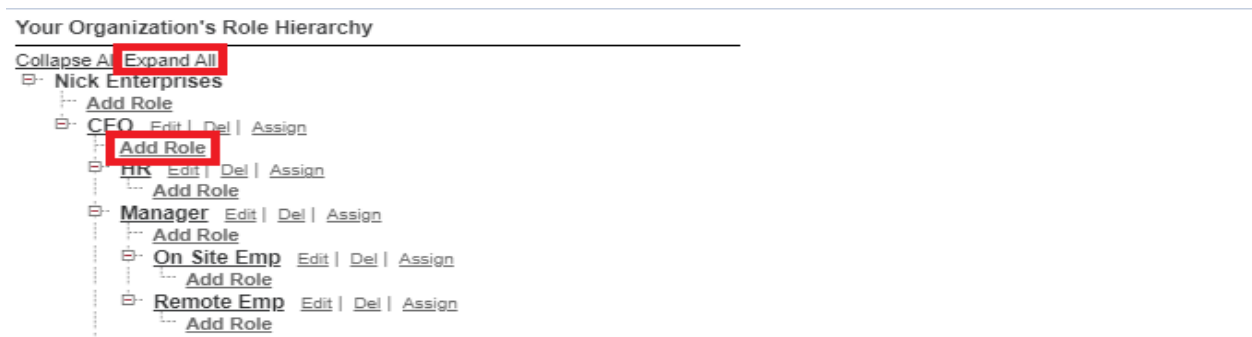 Your Organization's Role Hierarchy
Collapse Al Expand All
Nick Enterprises
Add Role
CEO Edit | Del | Assign
Add Role
HR Edit | Del | Assign
Add Role
Manager Edit | Del | Assign
Add Role
On Site Emp Edit | Del | Assign
Add Role
Remote Emp Edit | Del | Assign
Add Role